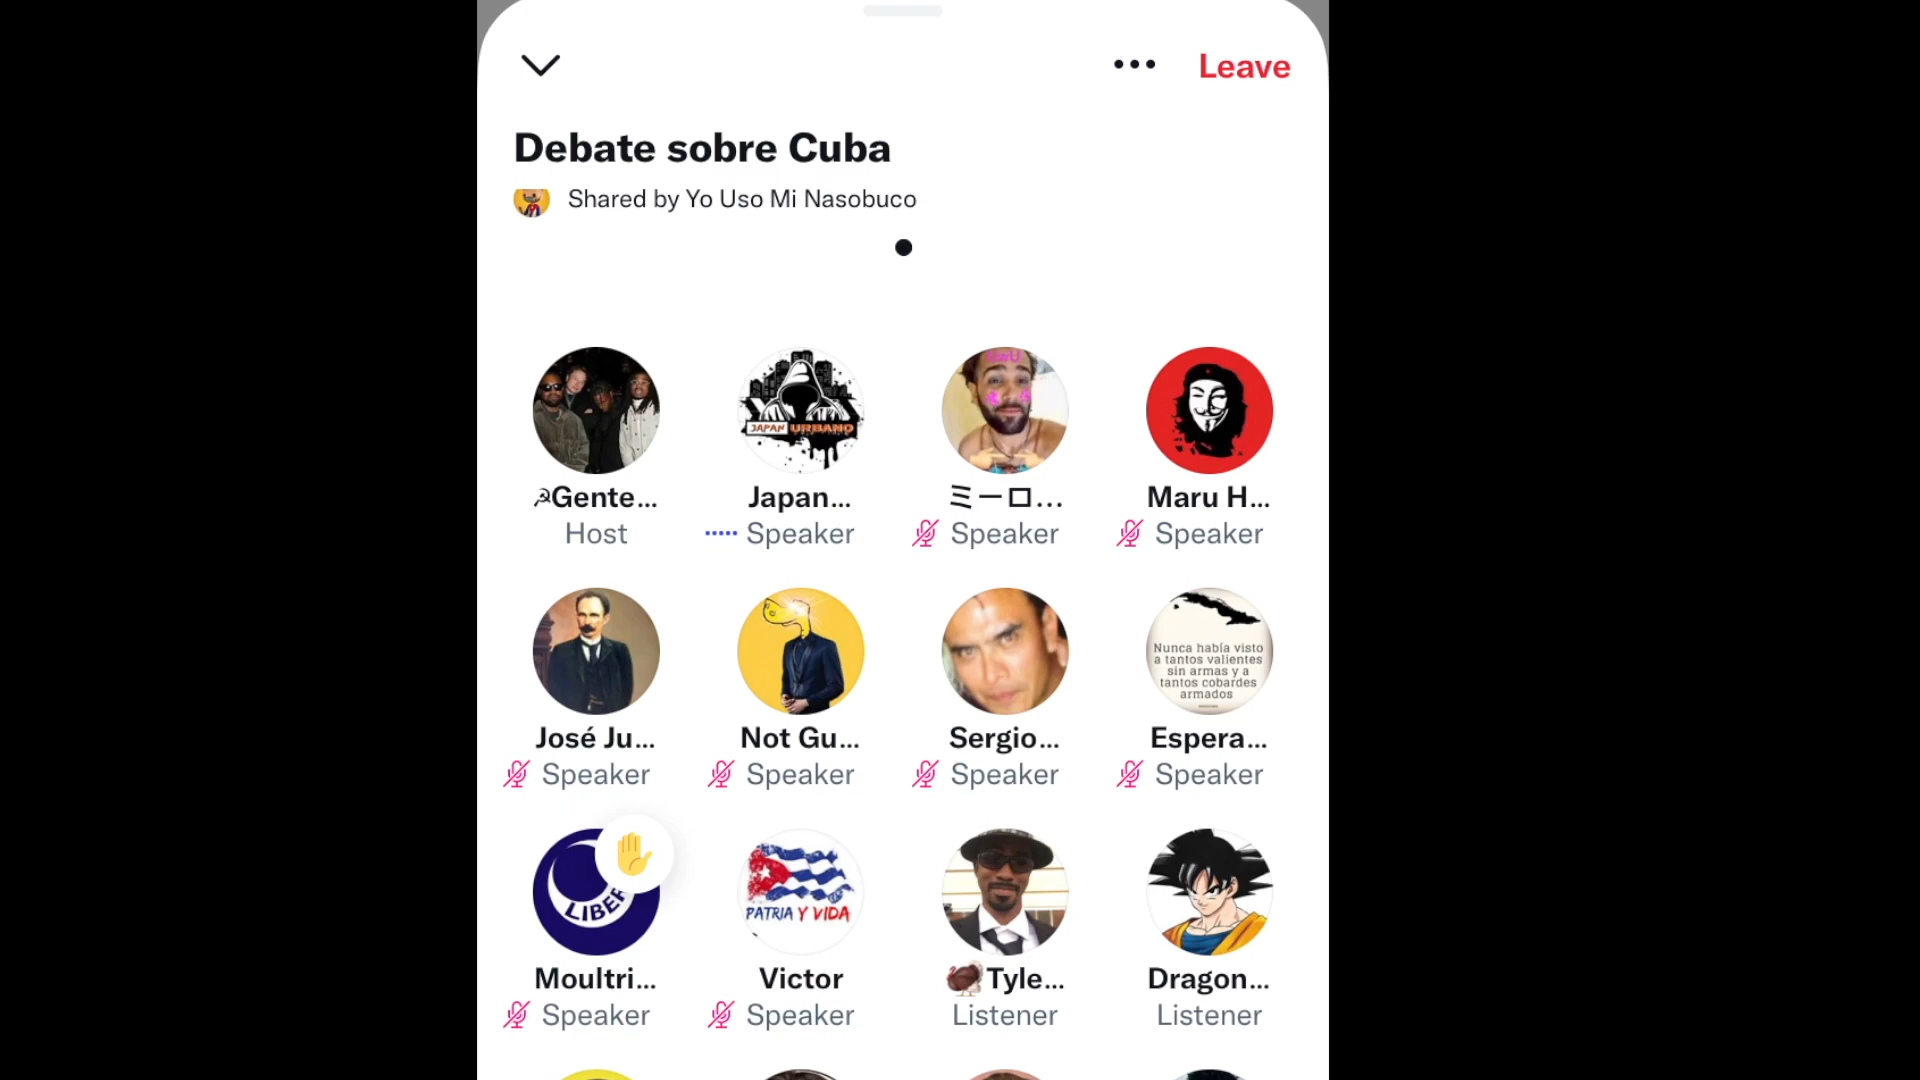 Leave
Debate sobre Cuba
Shared by Yo Uso Mi Nasobuco
UwU
JAPAN URBANO
☭Gente...
Japan...
ミーロ...
Maru H...
Host
Speaker
Speaker
Speaker
Nunca había visto
a tantos valientes
sin armas y a
tantos cobardes
armados
José Ju...
Not Gu...
Sergio...
Espera...
Speaker
Speaker
Speaker
Speaker
LIBER
PATRIA Y VIDA
Moultri...
Victor
🦃Tyle...
Dragon...
Speaker
Speaker
Listener
Listener